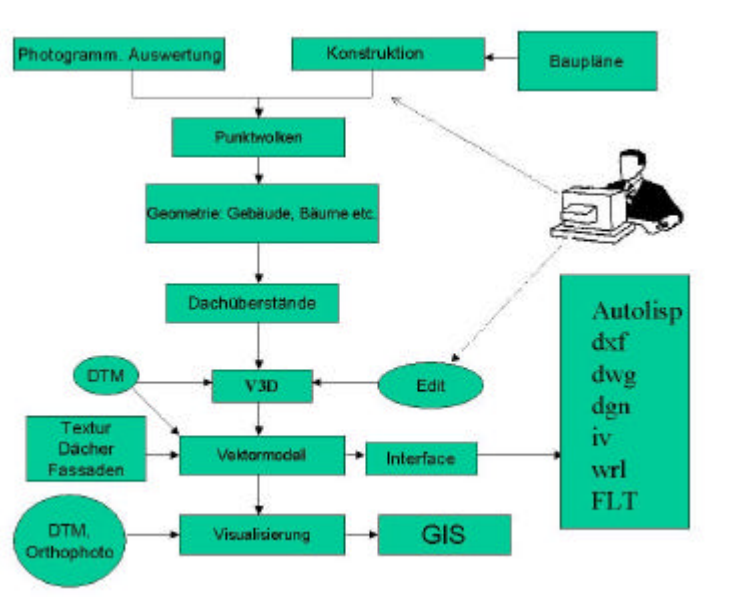 Photogramm. Auswertung
Konstruktion
Baupläne
Punktwolken
Geometrie: Gebäude, Bäume etc.
Dachüberstände
DTM
V3D
Edit
Textur
Dächer
Fassaden
Vektormodell
Interface
Autolisp
dxf
dwg
dgn
iv
wrl
FLT
DTM,
Orthophoto
Visualisierung
GIS